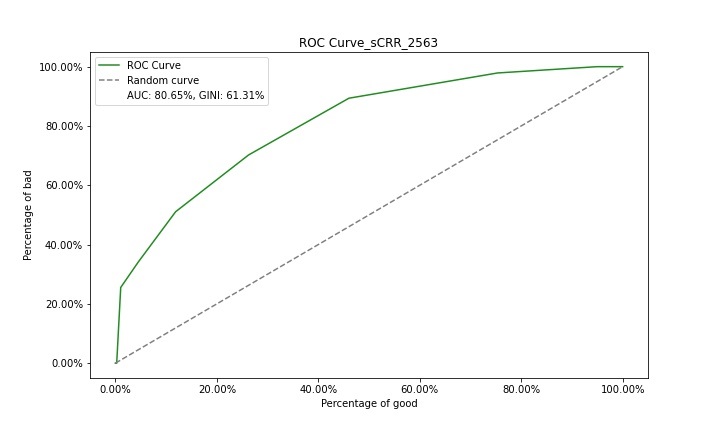 ROC Curve_sCRR_2563
ROC Curve
Random curve
AUC: 80.65%, GINI: 61.31%
100.00%
80.00%
60.00%
40.00%
20.00%
0.00%
Percentage of bad
0.00%
20.00%
40.00%
60.00%
80.00%
100.00%
Percentage of good